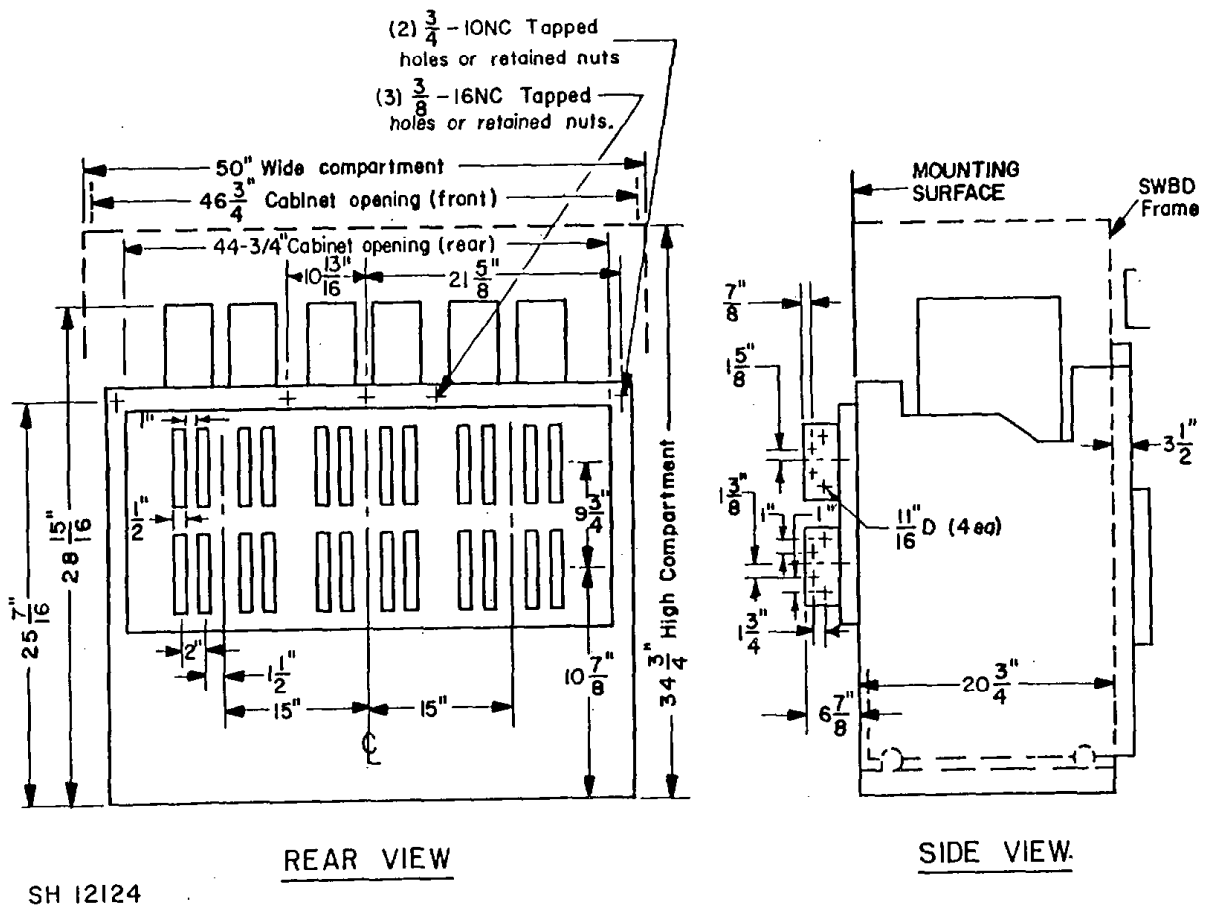 (2) 3/4 -10NC Tapped
holes or retained nuts
(3) 3/8 -16NC Tapped
holes or retained nuts.
50" Wide compartment
46 3/4" Cabinet opening (front)
44-3/4" Cabinet opening (rear)
10 13/16"
21 5/8"
1"
1/2"
28 15/16"
25 7/16"
2"
1 1/2"
15"
15"
CL
9 3/4"
10 7/8"
34 3/4" High Compartment
REAR VIEW
SH 12124
MOUNTING
SURFACE
SWBD
Frame
7/8"
1 5/8"
3 1/2"
1 3/8"
1"
1"
11/16" D (4 ea)
1 3/4"
20 3/4"
6 7/8"
SIDE VIEW.